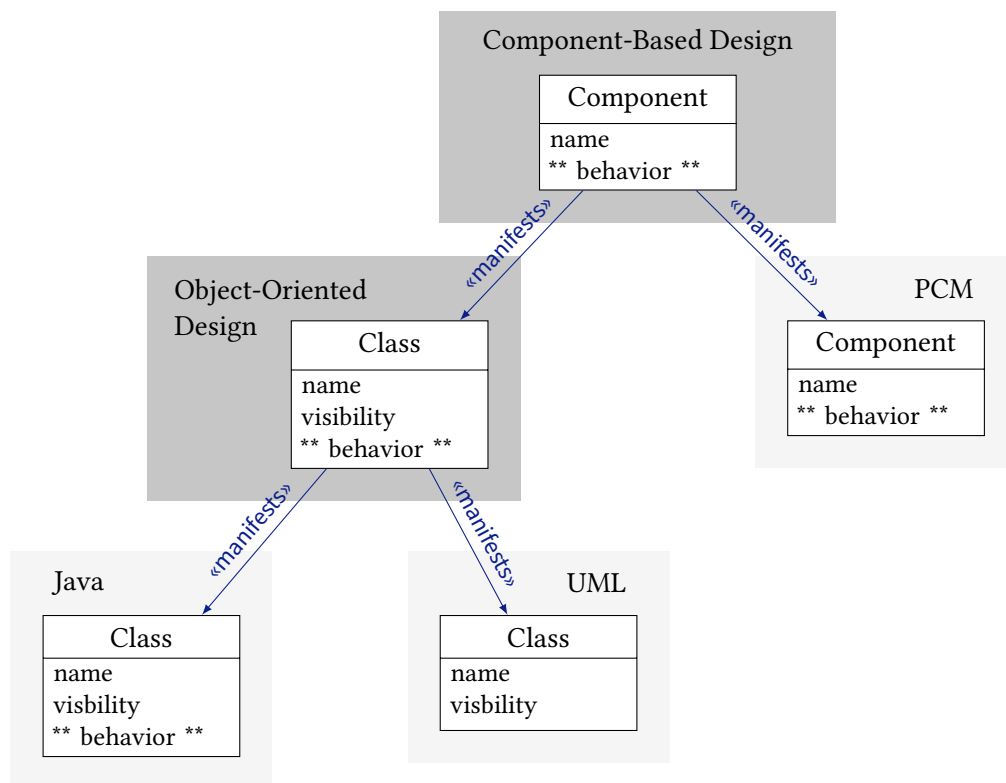 Component-Based Design
Component
name
** behavior **
«manifests»
«manifests»
Object-Oriented
Design
Class
name
visibility
** behavior **
PCM
Component
name
** behavior **
«manifests»
«manifests»
Java
Class
name
visbility
** behavior **
UML
Class
name
visbility